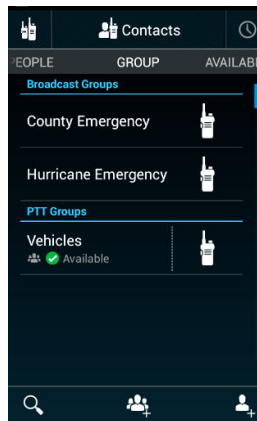 Contacts
EOPLE GROUP AVAILAB
Broadcast Groups
County Emergency
Hurricane Emergency
PTT Groups
Vehicles
Available